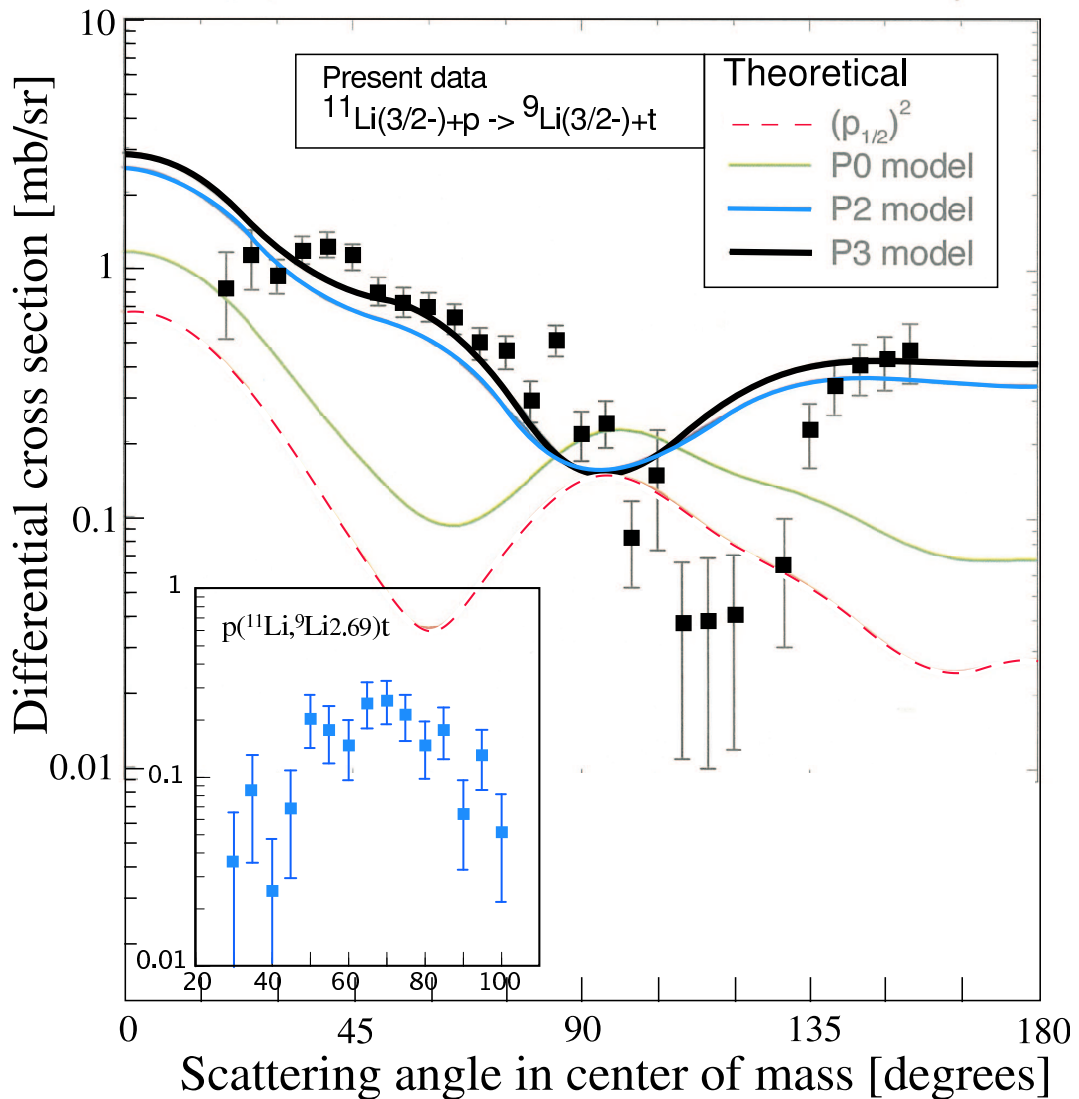 10
1
0.1
0.01
Differential cross section [mb/sr]
Present data
¹¹Li(3/2-)+p -> ⁹Li(3/2-)+t
Theoretical
(p₁/₂)²
P0 model
P2 model
P3 model
1
0.1
0.01
p(¹¹Li,⁹Li2.69)t
20 40 60 80 100
0 45 90 135 180
Scattering angle in center of mass [degrees]